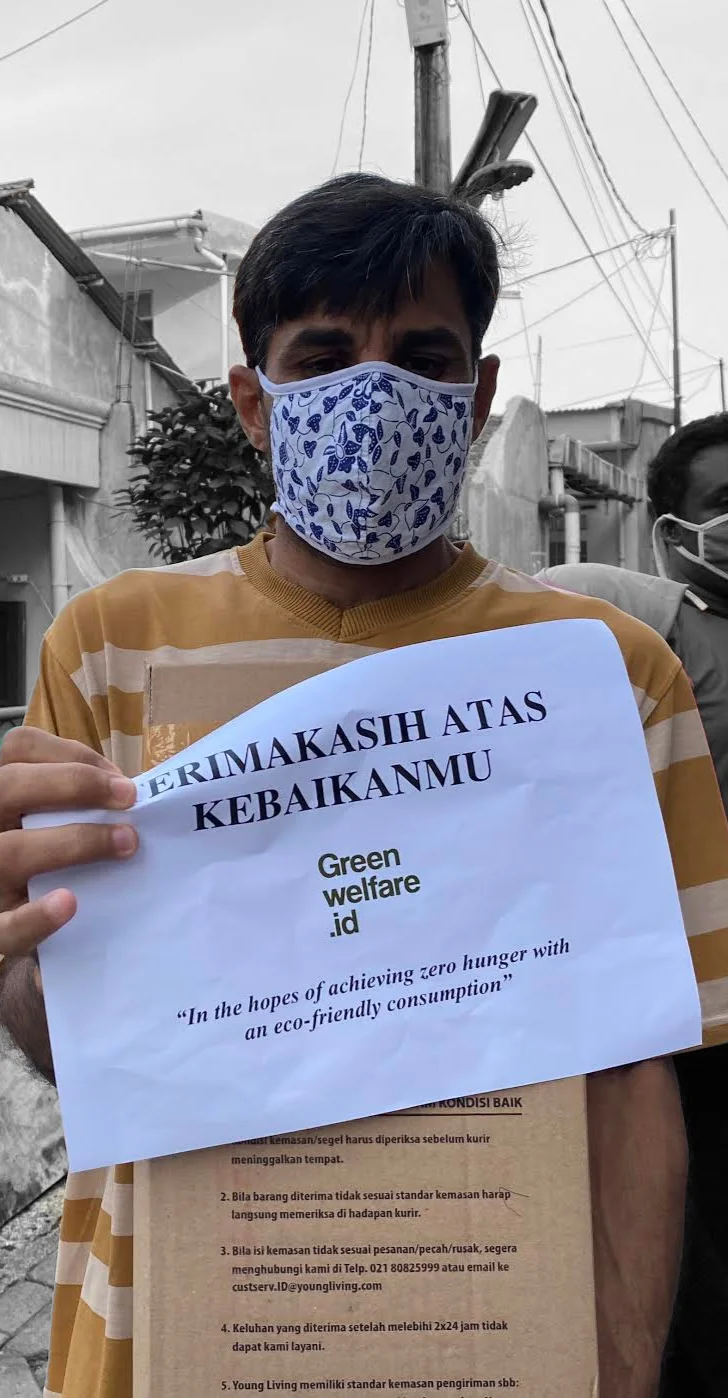 ERIMAKASIH ATAS
KEBAIKANMU
Green
welfare
.id
“In the hopes of achieving zero hunger with
an eco-friendly consumption”
KONDISI BAIK
kemasan/segel harus diperiksa sebelum kurir
meninggalkan tempat.
2. Bila barang diterima tidak sesuai standar kemasan harap
langsung memeriksa di hadapan kurir.
3. Bila isi kemasan tidak sesuai pesanan/pecah/rusak, segera
menghubungi kami di Telp. 021 80825999 atau email ke
custserv.ID@youngliving.com
4. Keluhan yang diterima setelah melebihi 2x24 jam tidak
dapat kami layani.
5. Young Living memiliki standar kemasan pengiriman sbb: